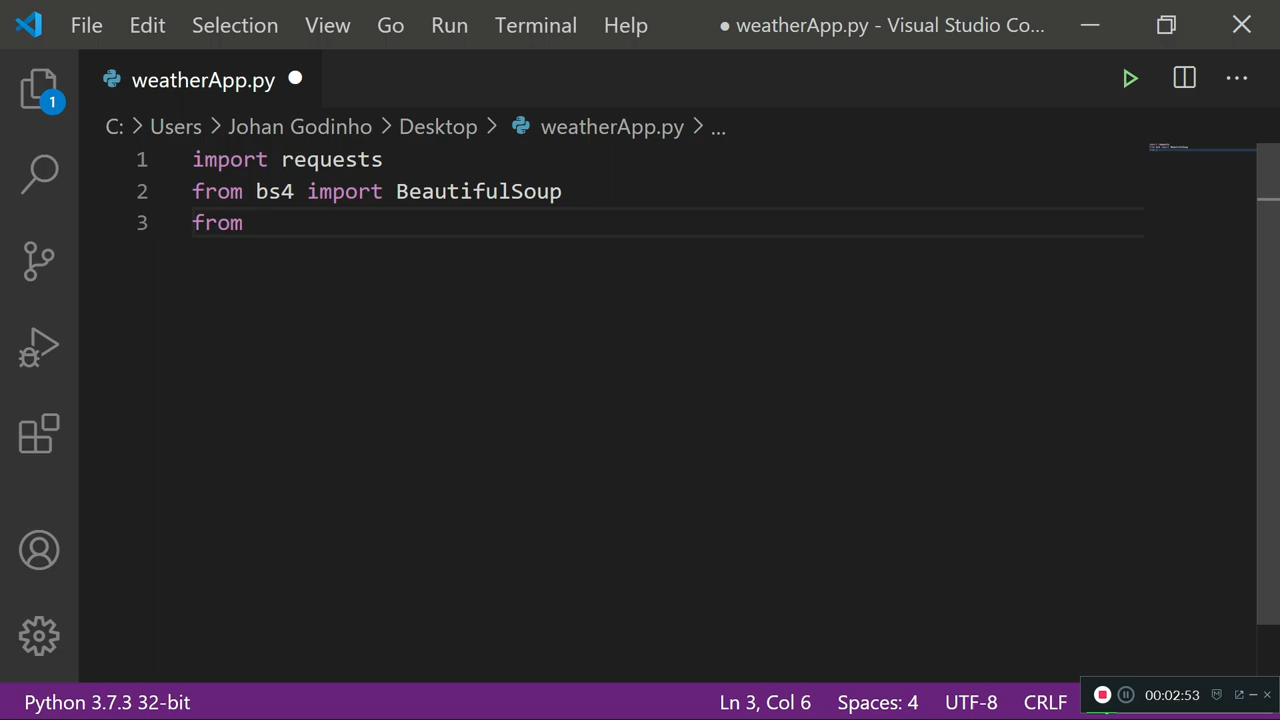 File Edit Selection View Go Run Terminal Help ● weatherApp.py - Visual Studio Co...
weatherApp.py
1
C: > Users > Johan Godinho > Desktop > weatherApp.py > ...
1 import requests
2 from bs4 import BeautifulSoup
3 from
Python 3.7.3 32-bit Ln 3, Col 6 Spaces: 4 UTF-8 CRLF 00:02:53